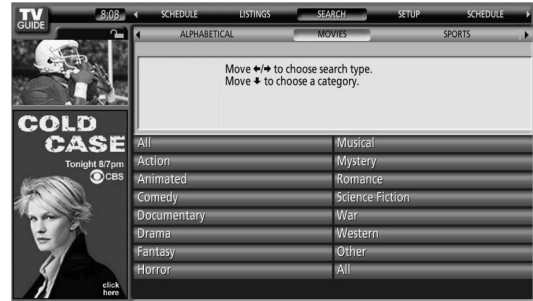 TV
GUIDE
8:08
SCHEDULE LISTINGS SEARCH SETUP SCHEDULE
ALPHABETICAL MOVIES SPORTS
Move ←/→ to choose search type.
Move ↓ to choose a category.
COLD
CASE
Tonight 8/7pm
CBS
click
here
All
Action
Animated
Comedy
Documentary
Drama
Fantasy
Horror
Musical
Mystery
Romance
Science Fiction
War
Western
Other
All